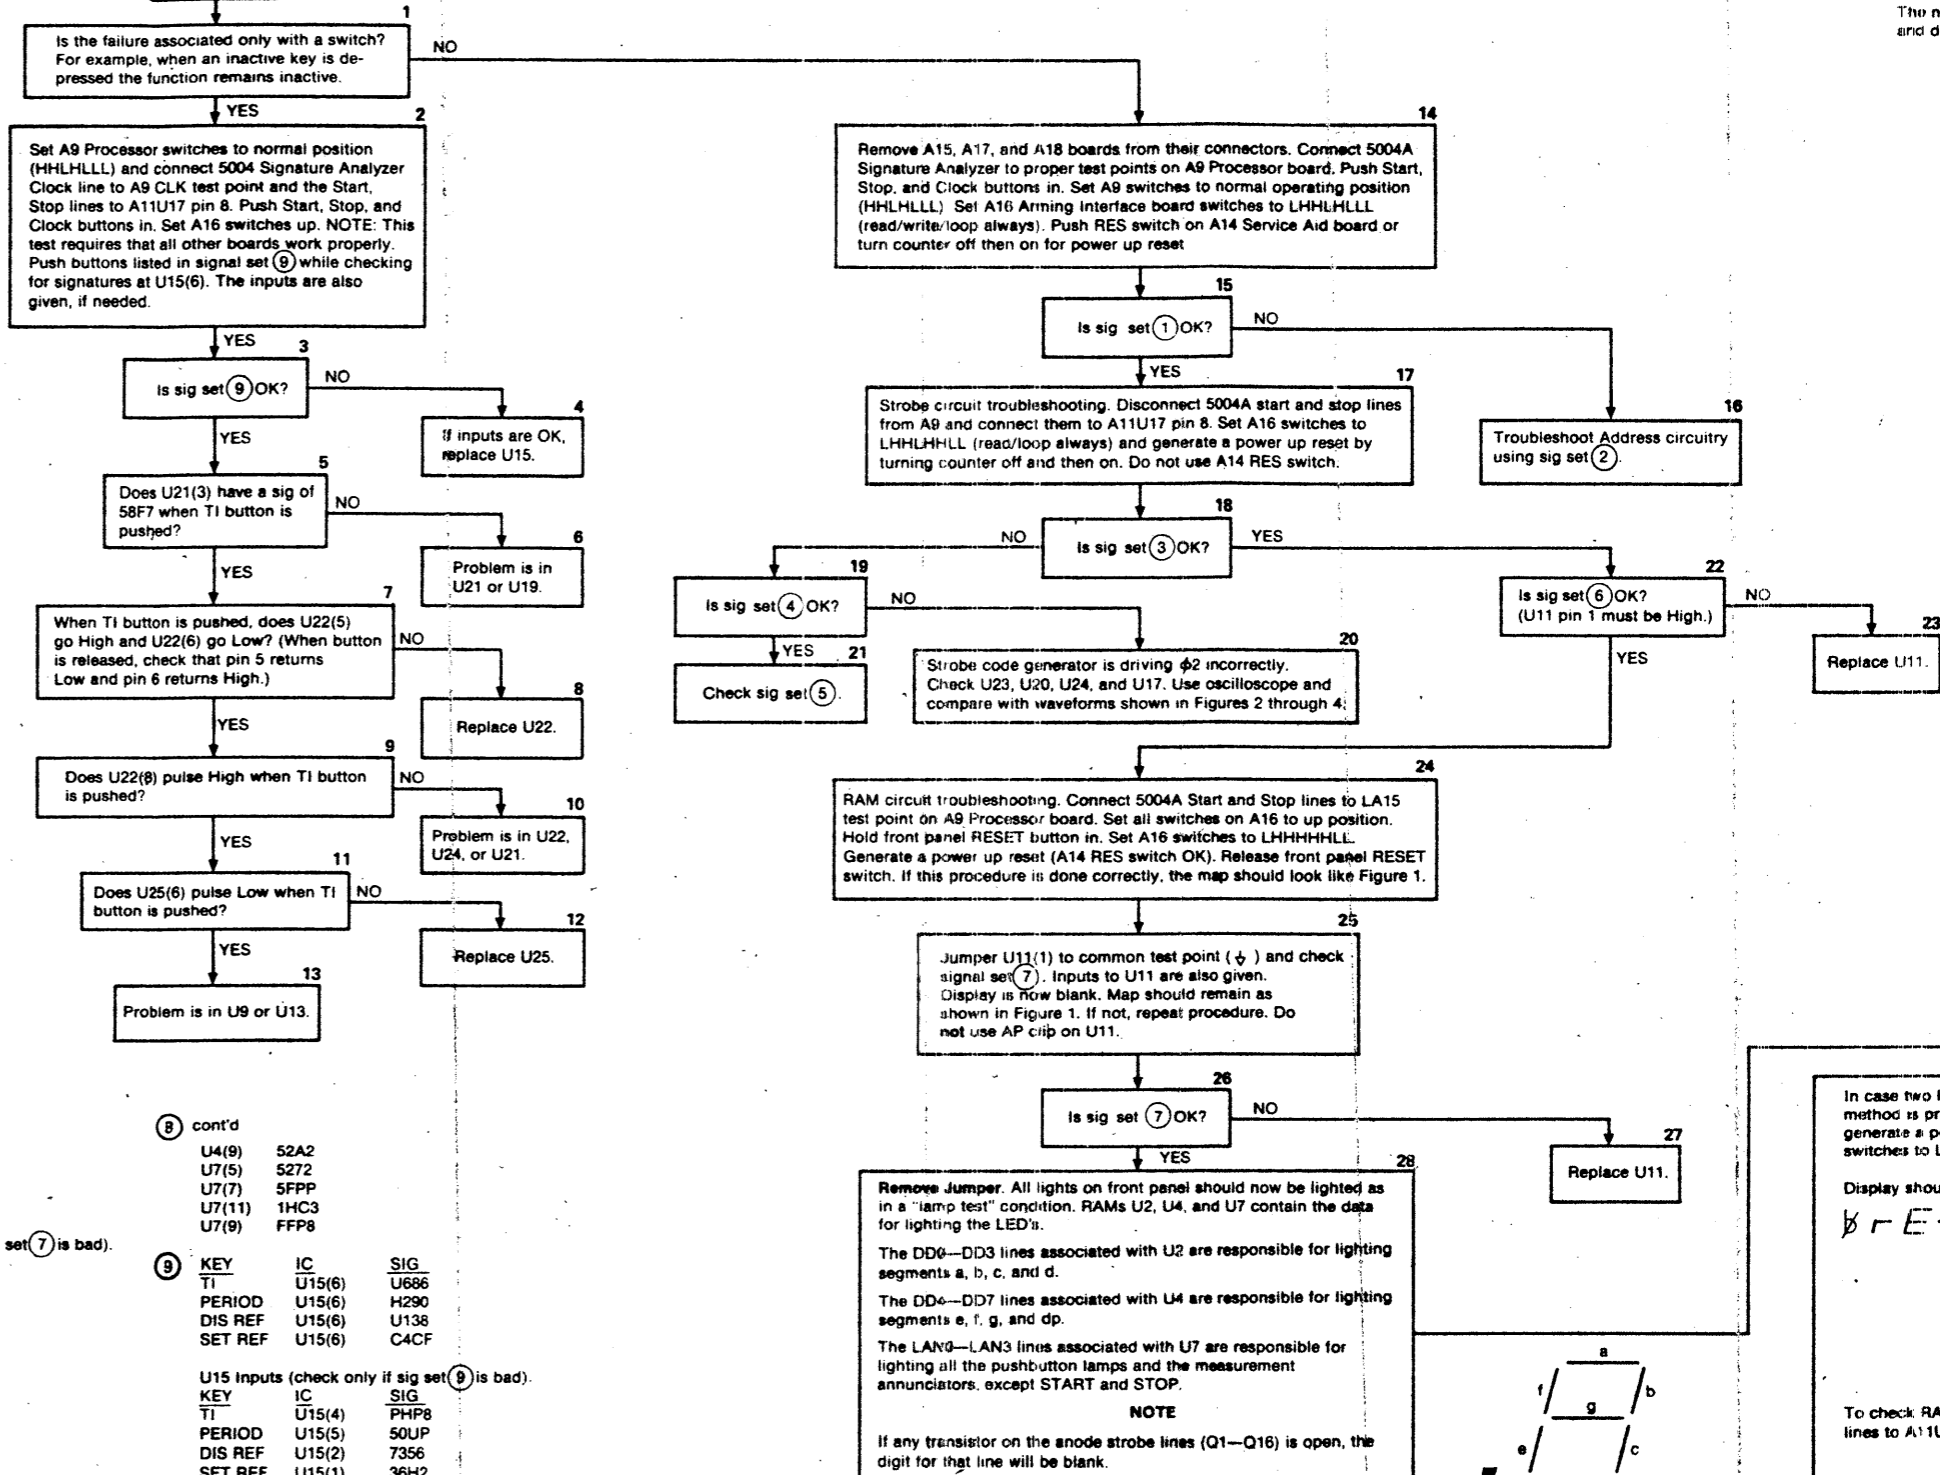 1
Is the failure associated only with a switch?
For example, when an inactive key is de-
pressed the function remains inactive.
NO
YES
2
Set A9 Processor switches to normal position
(HHLHLLL) and connect 5004 Signature Analyzer
Clock line to A9 CLK test point and the Start,
Stop lines to A11U17 pin 8. Push Start, Stop, and
Clock buttons in. Set A16 switches up. NOTE: This
test requires that all other boards work properly.
Push buttons listed in signal set 9 while checking
for signatures at U15(6). The inputs are also
given, if needed.
YES
3
Is sig set 9 OK?
NO
4
If inputs are OK,
replace U15.
YES
5
Does U21(3) have a sig of
58F7 when TI button is
pushed?
NO
6
Problem is in
U21 or U19.
YES
7
When TI button is pushed, does U22(5)
go High and U22(6) go Low? (When button
is released, check that pin 5 returns
Low and pin 6 returns High.)
NO
8
Replace U22.
YES
9
Does U22(8) pulse High when TI button
is pushed?
NO
10
Problem is in U22,
U24, or U21.
YES
11
Does U25(6) pulse Low when TI
button is pushed?
NO
12
Replace U25.
YES
13
Problem is in U9 or U13.
14
Remove A15, A17, and A18 boards from their connectors. Connect 5004A
Signature Analyzer to proper test points on A9 Processor board. Push Start,
Stop, and Clock buttons in. Set A9 switches to normal operating position
(HHLHLLL) Set A16 Arming Interface board switches to LHHLHLLL
(read/write/loop always). Push RES switch on A14 Service Aid board or
turn counter off then on for power up reset
15
Is sig set 1 OK?
NO
16
Troubleshoot Address circuitry
using sig set 2.
YES
17
Strobe circuit troubleshooting. Disconnect 5004A start and stop lines
from A9 and connect them to A11U17 pin 8. Set A16 switches to
LHHLHHLL (read/loop always) and generate a power up reset by
turning counter off and then on. Do not use A14 RES switch.
18
Is sig set 3 OK?
NO
YES
19
Is sig set 4 OK?
NO
20
Strobe code generator is driving ϕ2 incorrectly.
Check U23, U20, U24, and U17. Use oscilloscope and
compare with waveforms shown in Figures 2 through 4.
YES
21
Check sig set 5.
22
Is sig set 6 OK?
(U11 pin 1 must be High.)
NO
23
Replace U11.
YES
24
RAM circuit troubleshooting. Connect 5004A Start and Stop lines to LA15
test point on A9 Processor board. Set all switches on A16 to up position.
Hold front panel RESET button in. Set A16 switches to LHHHHHLL.
Generate a power up reset (A14 RES switch OK). Release front panel RESET
switch. If this procedure is done correctly, the map should look like Figure 1.
25
Jumper U11(1) to common test point ( ) and check
signal set 7. Inputs to U11 are also given.
Display is now blank. Map should remain as
shown in Figure 1. If not, repeat procedure. Do
not use AP clip on U11.
26
Is sig set 7 OK?
NO
27
Replace U11.
YES
28
Remove Jumper. All lights on front panel should now be lighted as
in a "lamp test" condition. RAMs U2, U4, and U7 contain the data
for lighting the LED's.
The DD0—DD3 lines associated with U2 are responsible for lighting
segments a, b, c, and d.
The DD4—DD7 lines associated with U4 are responsible for lighting
segments e, f, g, and dp.
The LAN0—LAN3 lines associated with U7 are responsible for
lighting all the pushbutton lamps and the measurement
annunciators, except START and STOP.
NOTE
If any transistor on the anode strobe lines (Q1—Q16) is open, the
digit for that line will be blank.
8 cont'd
U4(9) 52A2
U7(5) 5272
U7(7) 5FPP
U7(11) 1HC3
U7(9) FFP8
set 7 is bad).
9 KEY IC SIG
TI U15(6) U686
PERIOD U15(6) H290
DIS REF U15(6) U138
SET REF U15(6) C4CF
U15 Inputs (check only if sig set 9 is bad).
KEY IC SIG
TI U15(4) PHP8
PERIOD U15(5) 50UP
DIS REF U15(2) 7356
SET REF U15(1) 36H2
a
f
b
g
e
c
and d
In case two
method is
generate a
switches to
Display
To check
lines to